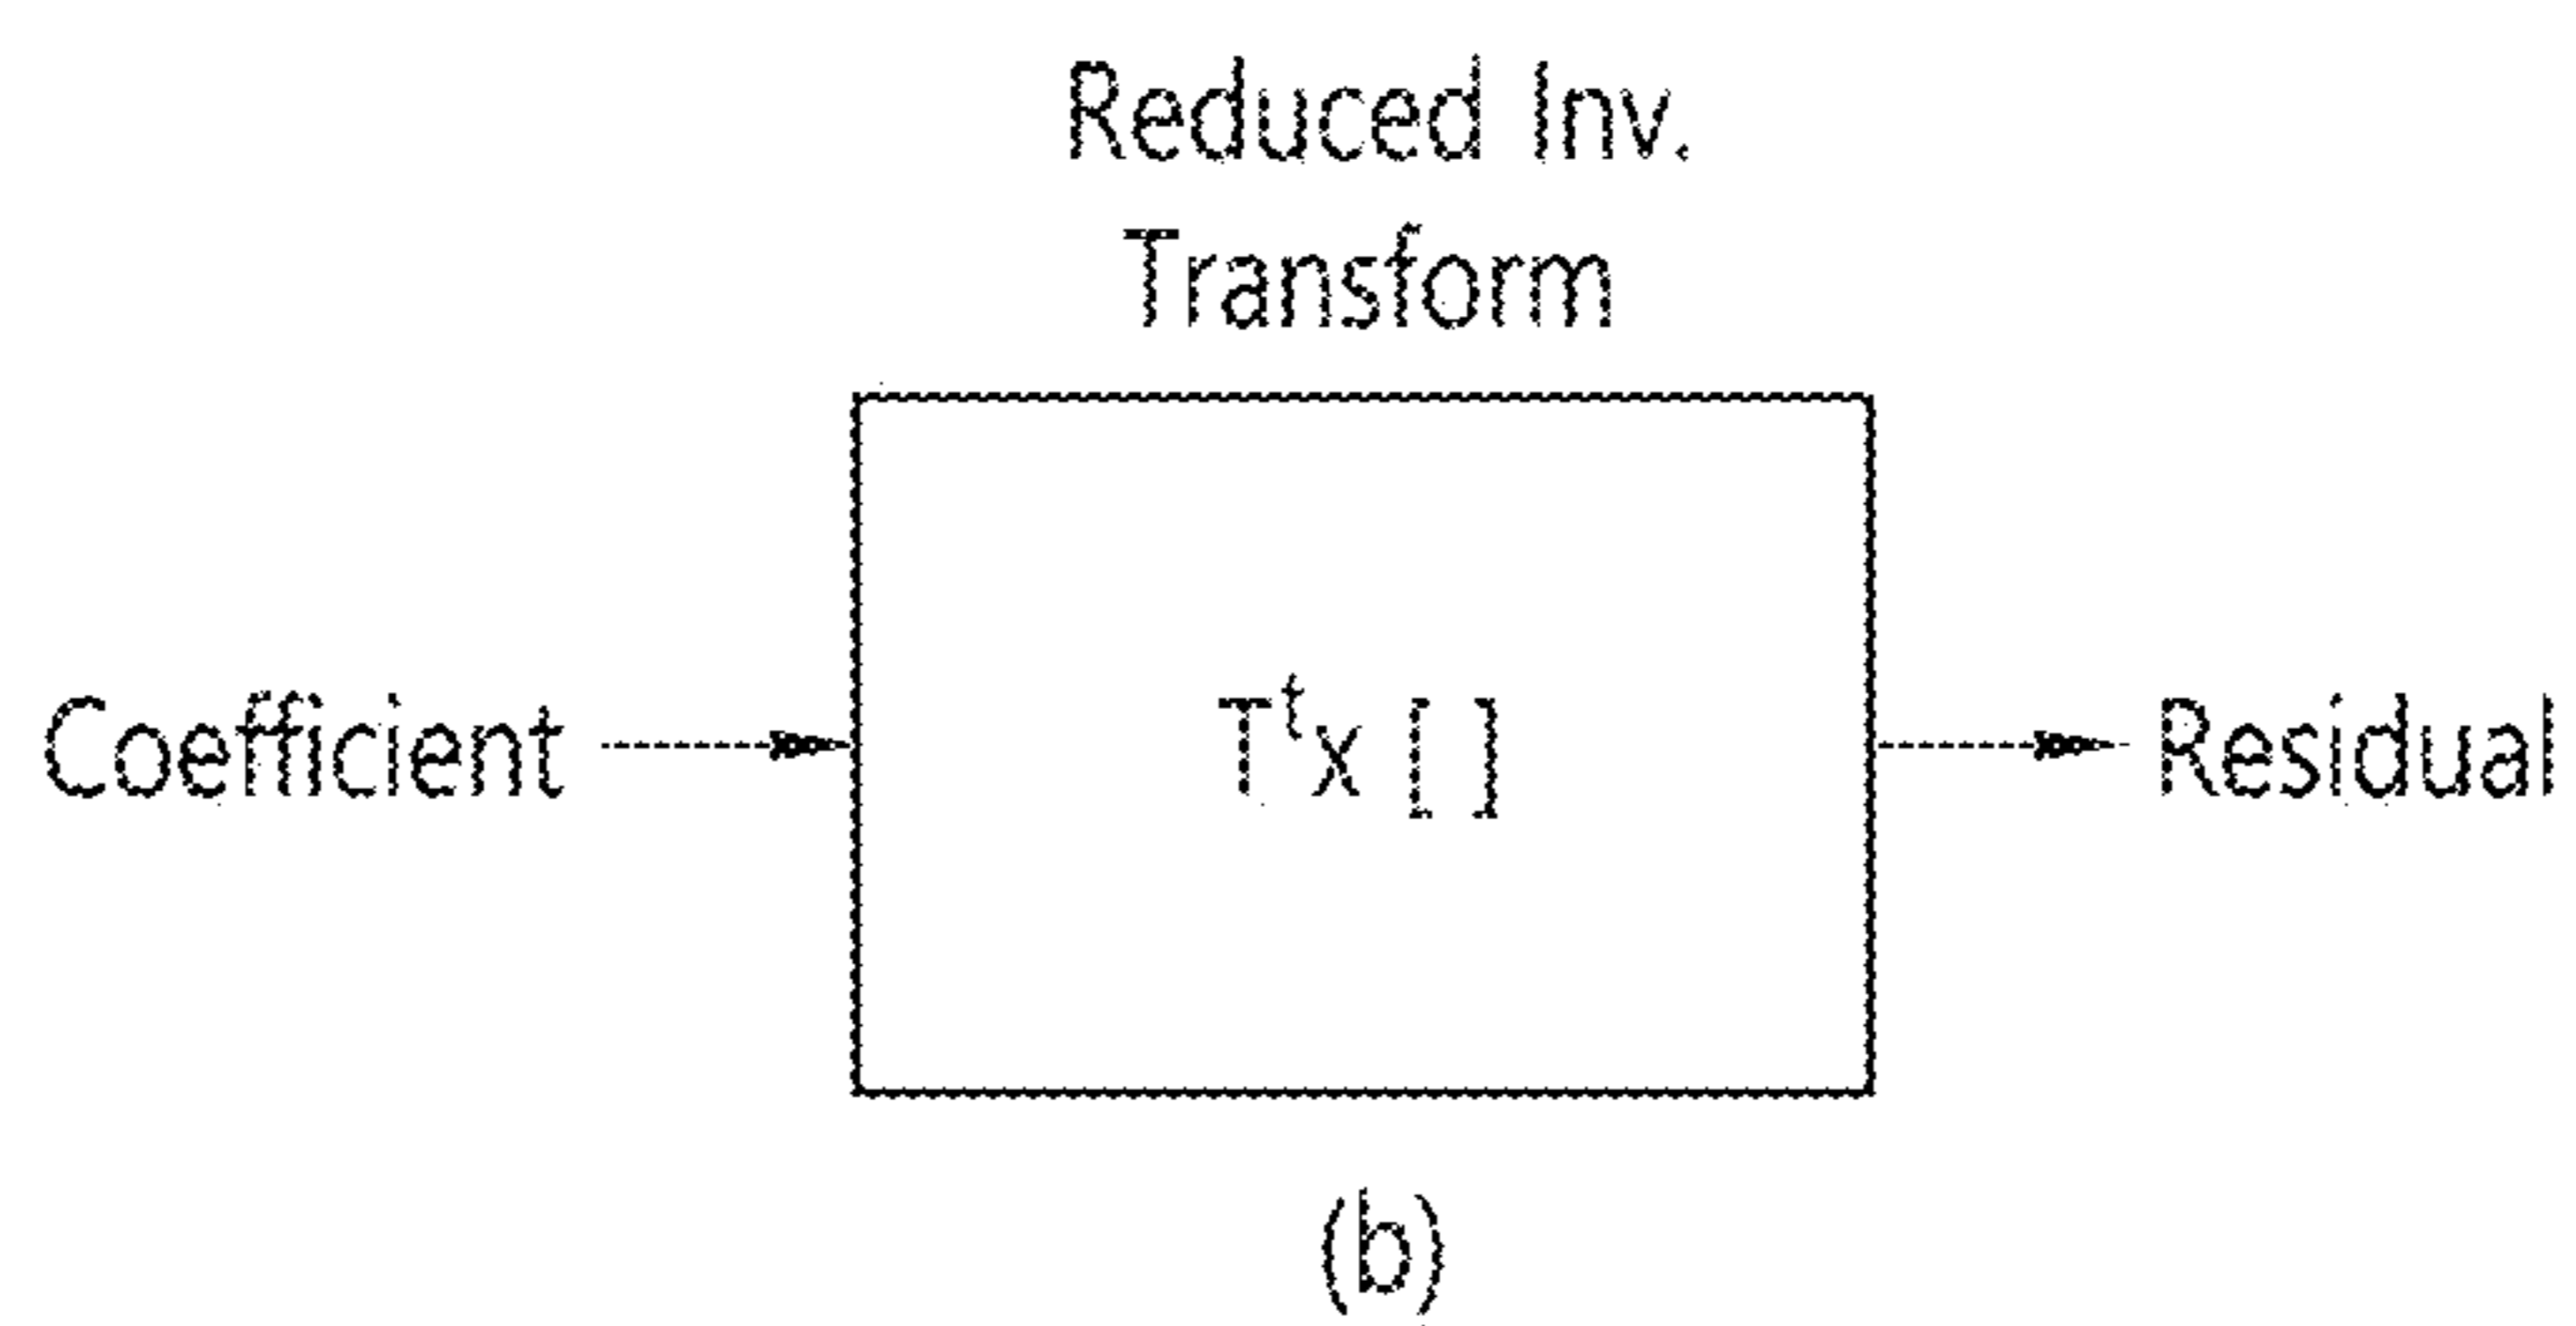 Reduced Inv.
Transform
Coefficient
Tᵗx [ ]
Residual
(b)